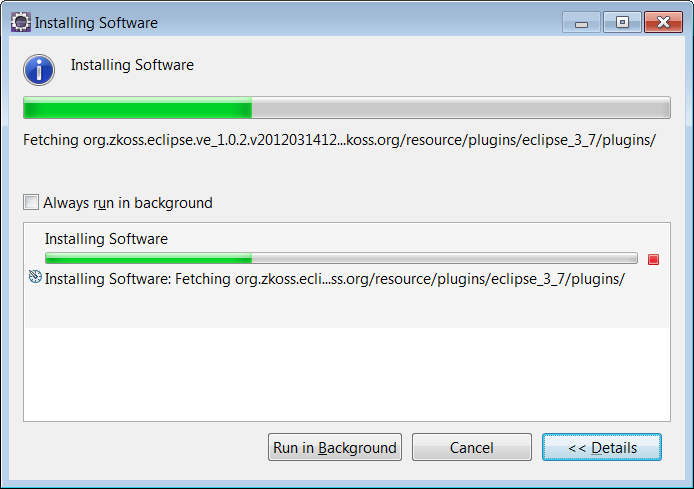 Installing Software
Installing Software
Fetching org.zkoss.eclipse.ve_1.0.2.v2012031412...koss.org/resource/plugins/eclipse_3_7/plugins/
Always run in background
Installing Software
Installing Software: Fetching org.zkoss.ecli...ss.org/resource/plugins/eclipse_3_7/plugins/
Run in Background
Cancel
<< Details